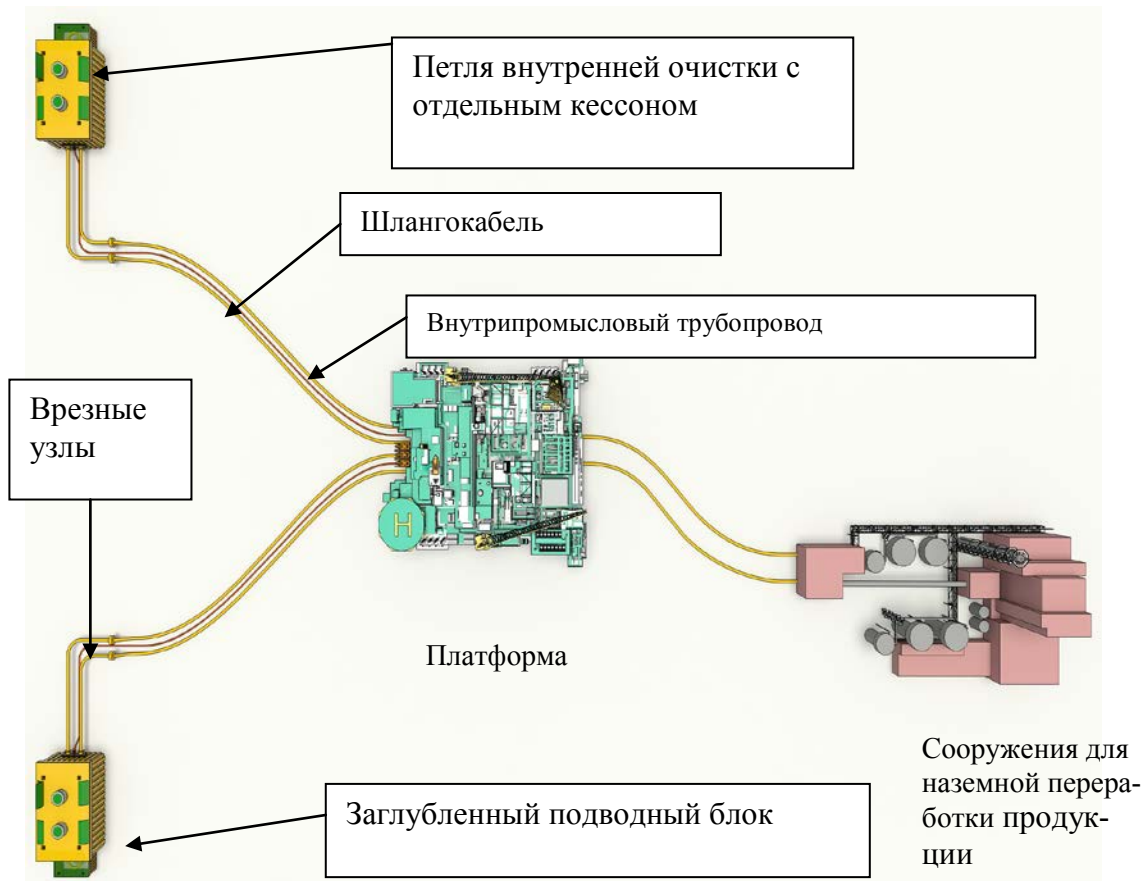 Петля внутренней очистки с
отдельным кессоном
Шлангокабель
Внутрипромысловый трубопровод
Врезные
узлы
H
Платформа
Сооружения для
наземной перера-
ботки продук-
ции
Заглубленный подводный блок